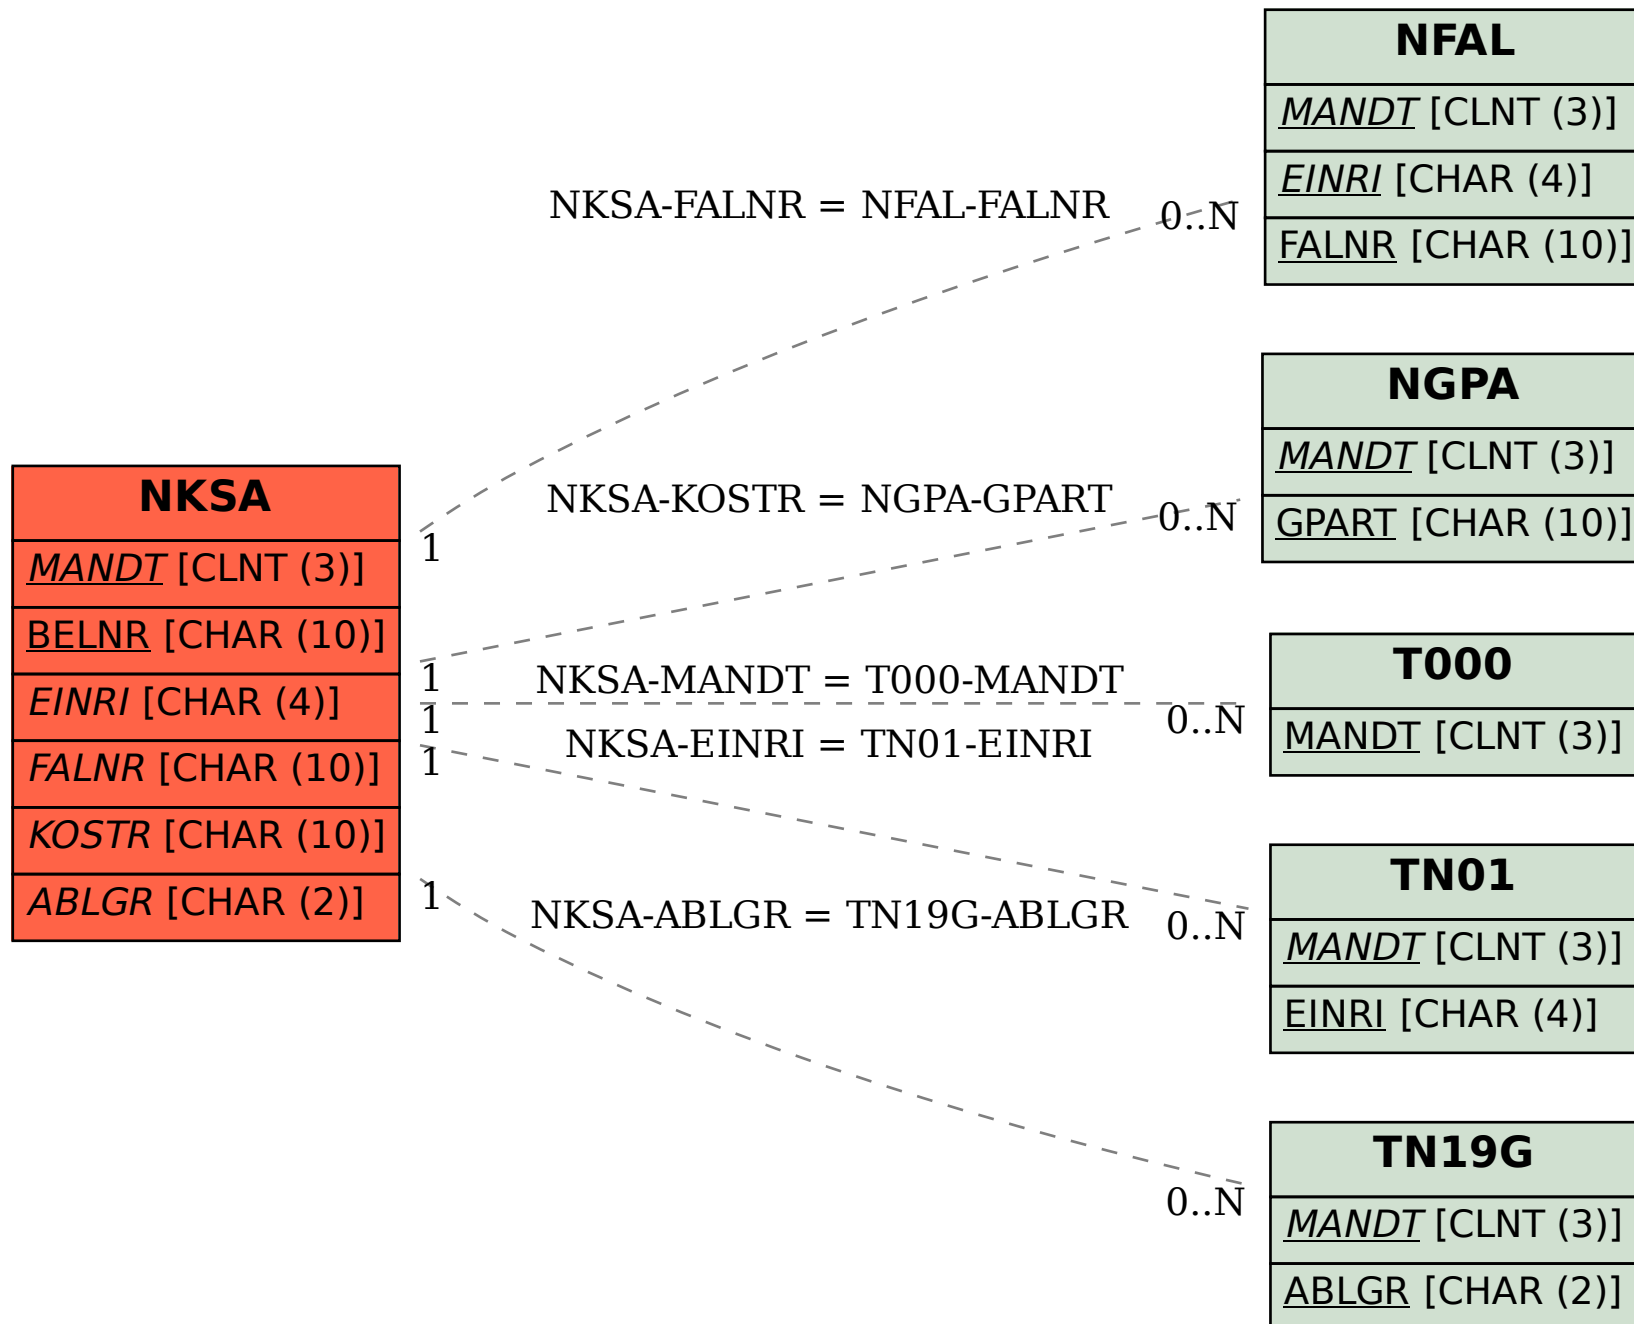 NFAL
MANDT [CLNT (3)]
EINRI [CHAR (4)]
FALNR [CHAR (10)]
NKSA-FALNR = NFAL-FALNR
0..N
NGPA
MANDT [CLNT (3)]
GPART [CHAR (10)]
NKSA-KOSTR = NGPA-GPART
0..N
NKSA
MANDT [CLNT (3)]
BELNR [CHAR (10)]
EINRI [CHAR (4)]
FALNR [CHAR (10)]
KOSTR [CHAR (10)]
ABLGR [CHAR (2)]
1
1
1
1
1
NKSA-MANDT = T000-MANDT
0..N
T000
MANDT [CLNT (3)]
NKSA-EINRI = TN01-EINRI
0..N
TN01
MANDT [CLNT (3)]
EINRI [CHAR (4)]
NKSA-ABLGR = TN19G-ABLGR
0..N
TN19G
MANDT [CLNT (3)]
ABLGR [CHAR (2)]